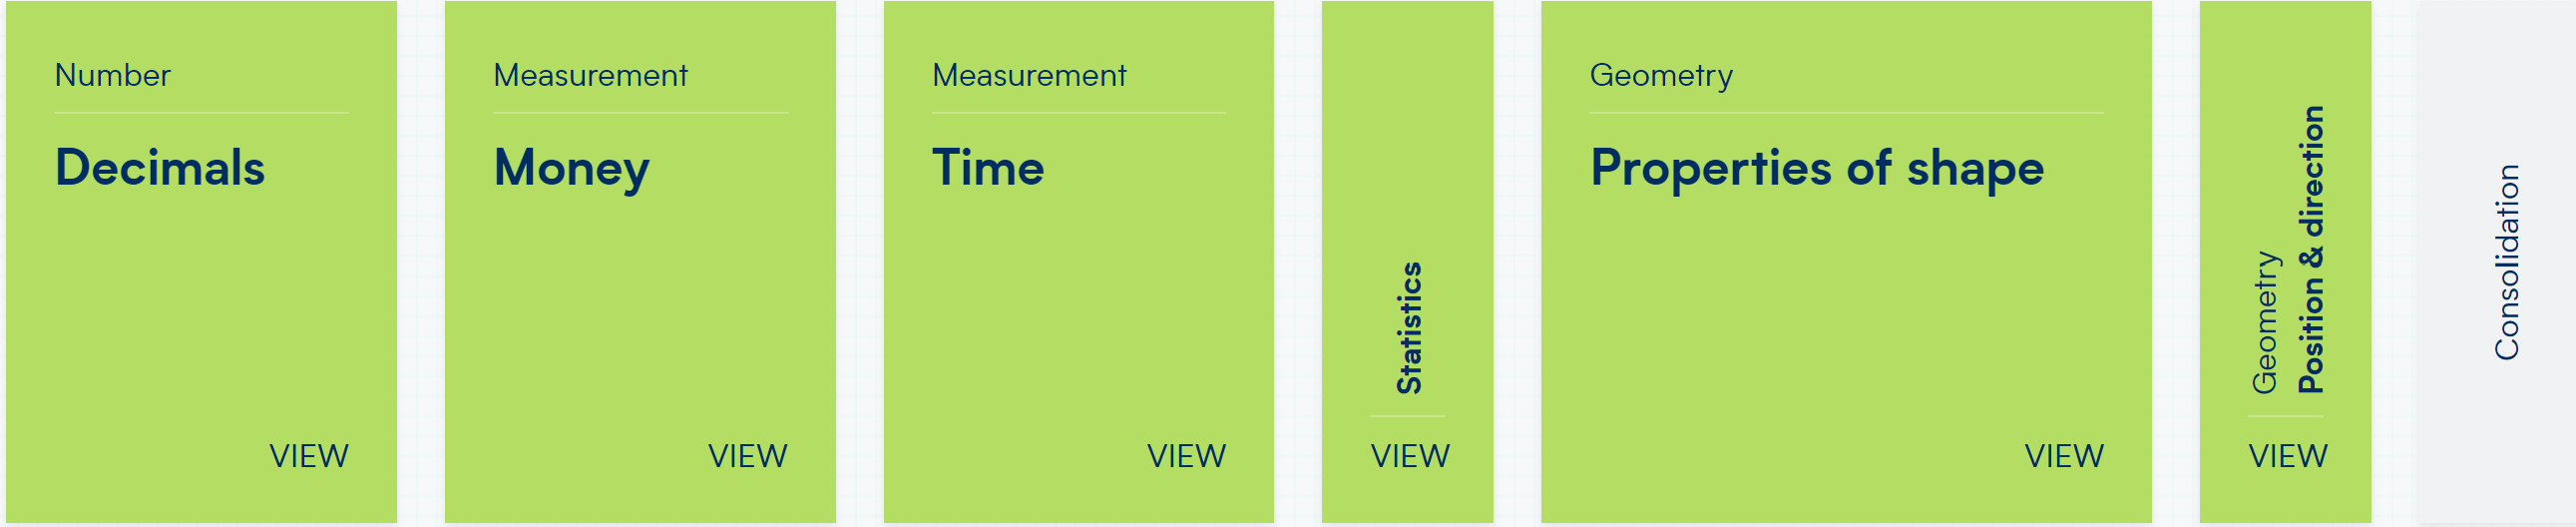 Number
Decimals
VIEW
Measurement
Money
VIEW
Measurement
Time
VIEW
Statistics
VIEW
Geometry
Properties of shape
VIEW
Geometry
Position & direction
VIEW
Consolidation